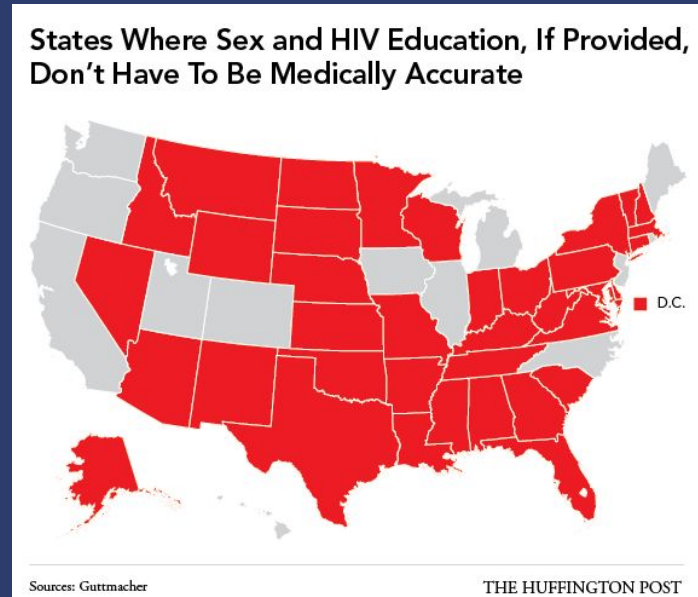 States Where Sex and HIV Education, If Provided,
Don't Have To Be Medically Accurate
D.C.
Sources: Guttmacher
THE HUFFINGTON POST